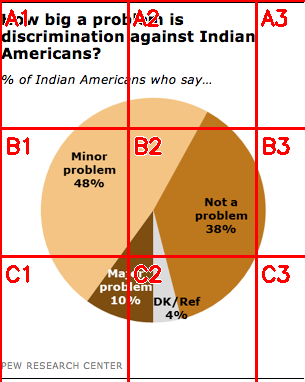 How big a problem is
discrimination against Indian
Americans?
% of Indian Americans who say...
A1
A2
A3
Minor
problem
48%
Not a
problem
38%
B1
B2
B3
Major
problem
10%
DK/Ref
4%
C1
C2
C3
PEW RESEARCH CENTER